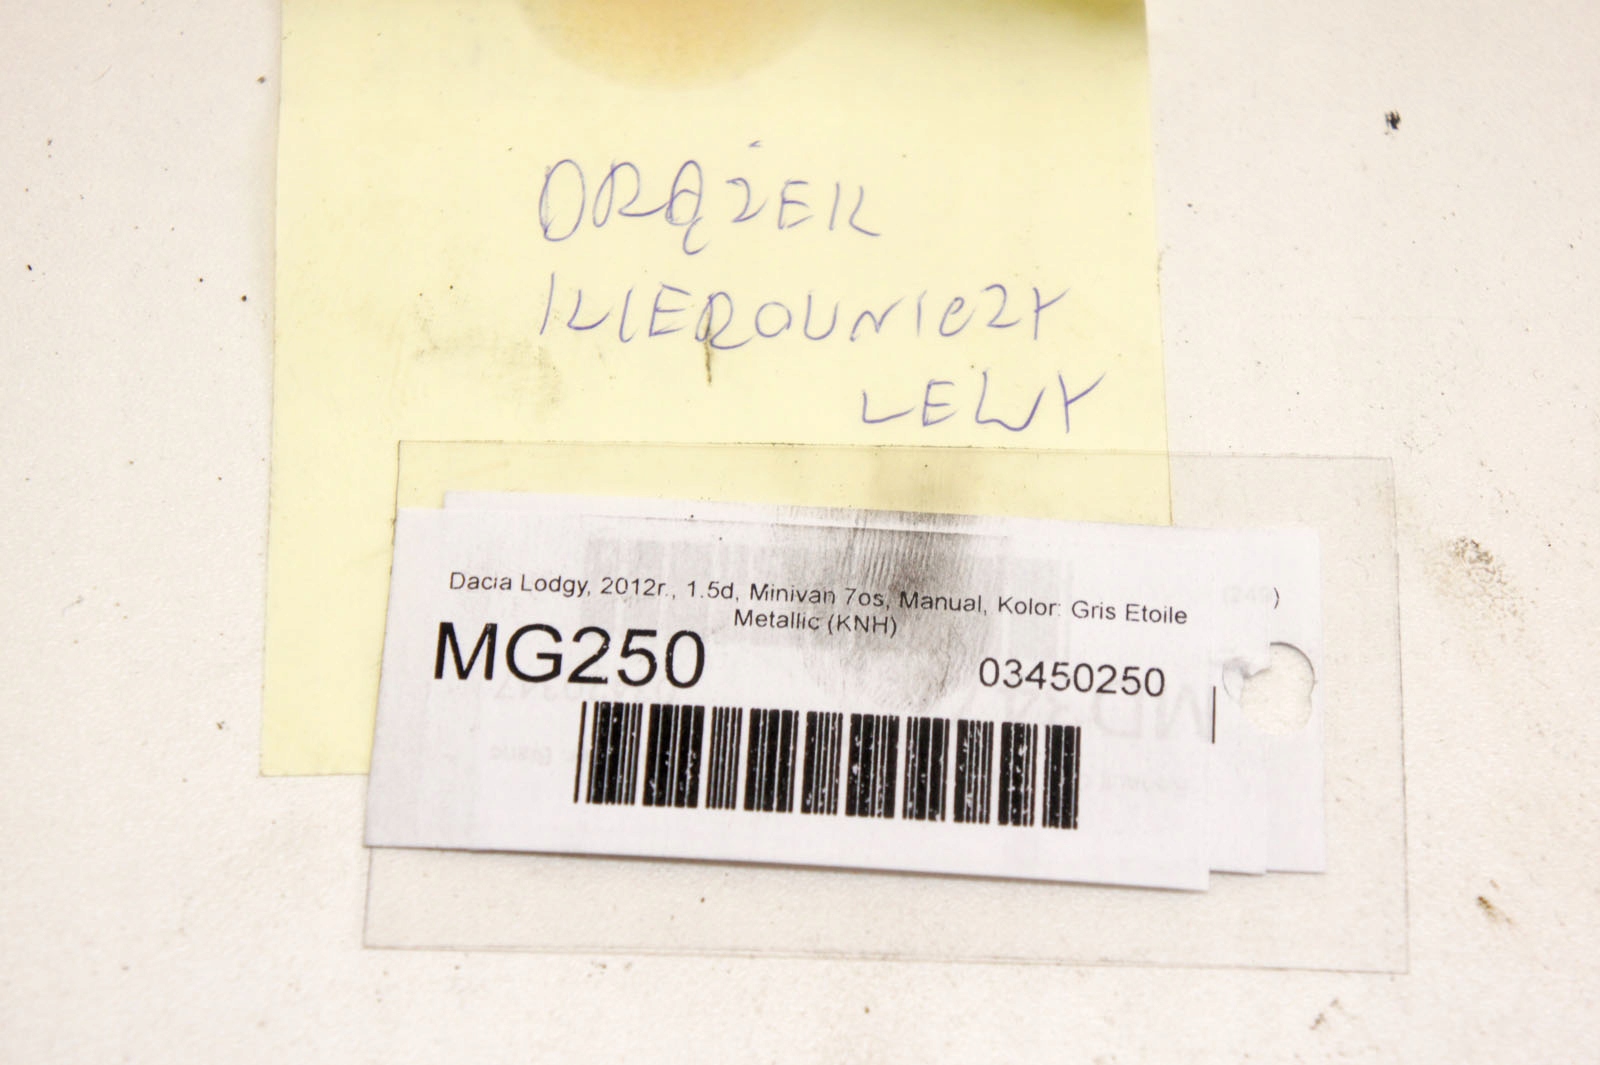 DRĄŻEK
KIEROWNICZY
LEWY
Dacia Lodgy, 2012r., 1.5d, Minivan 7os, Manual, Kolor: Gris Etoile
Metallic (KNH)
MG250
03450250